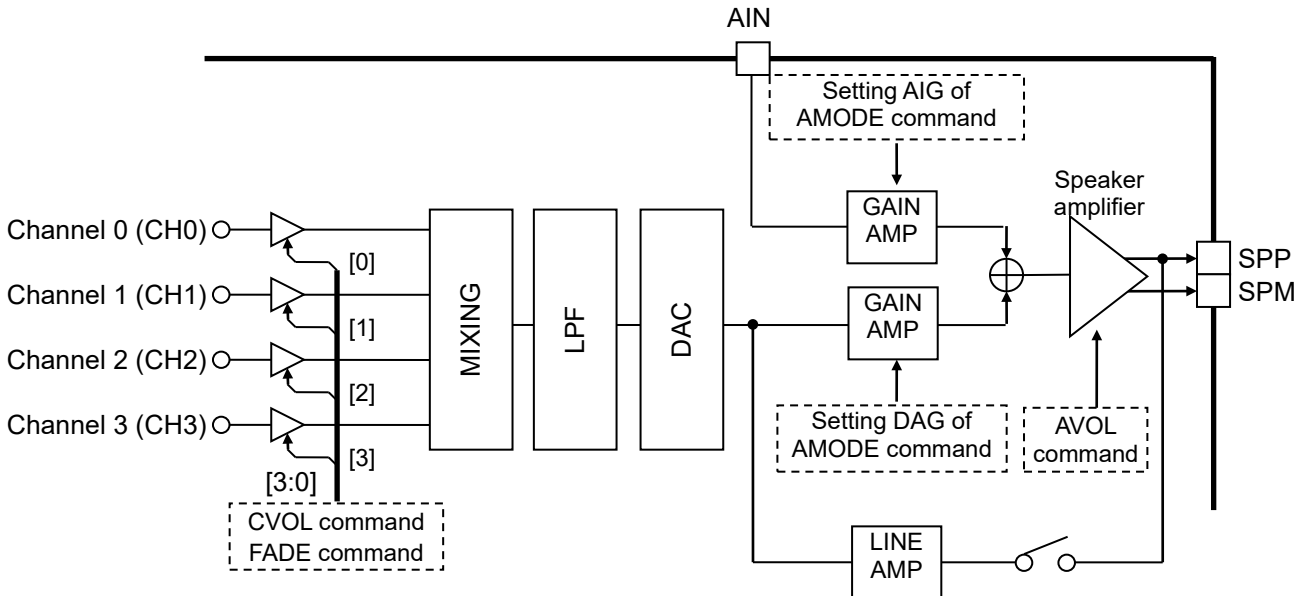 AIN
Setting AIG of
AMODE command
Speaker
amplifier
GAIN
AMP
Channel 0 (CH0)
[0]
SPP
SPM
Channel 1 (CH1)
[1]
MIXING
LPF
DAC
GAIN
AMP
Channel 2 (CH2)
[2]
Channel 3 (CH3)
[3]
Setting DAG of
AMODE command
AVOL
command
[3:0]
CVOL command
FADE command
LINE
AMP